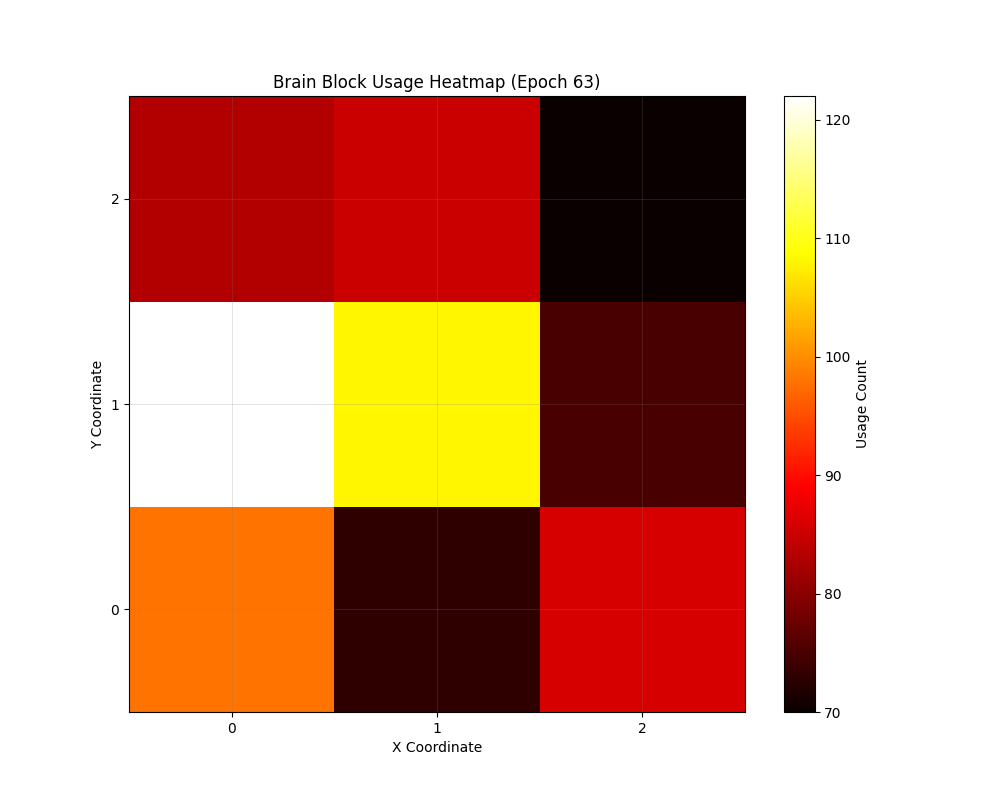 Brain Block Usage Heatmap (Epoch 63)
2
1
0
Y Coordinate
0 1 2
X Coordinate
120
110
100
90
80
70
Usage Count